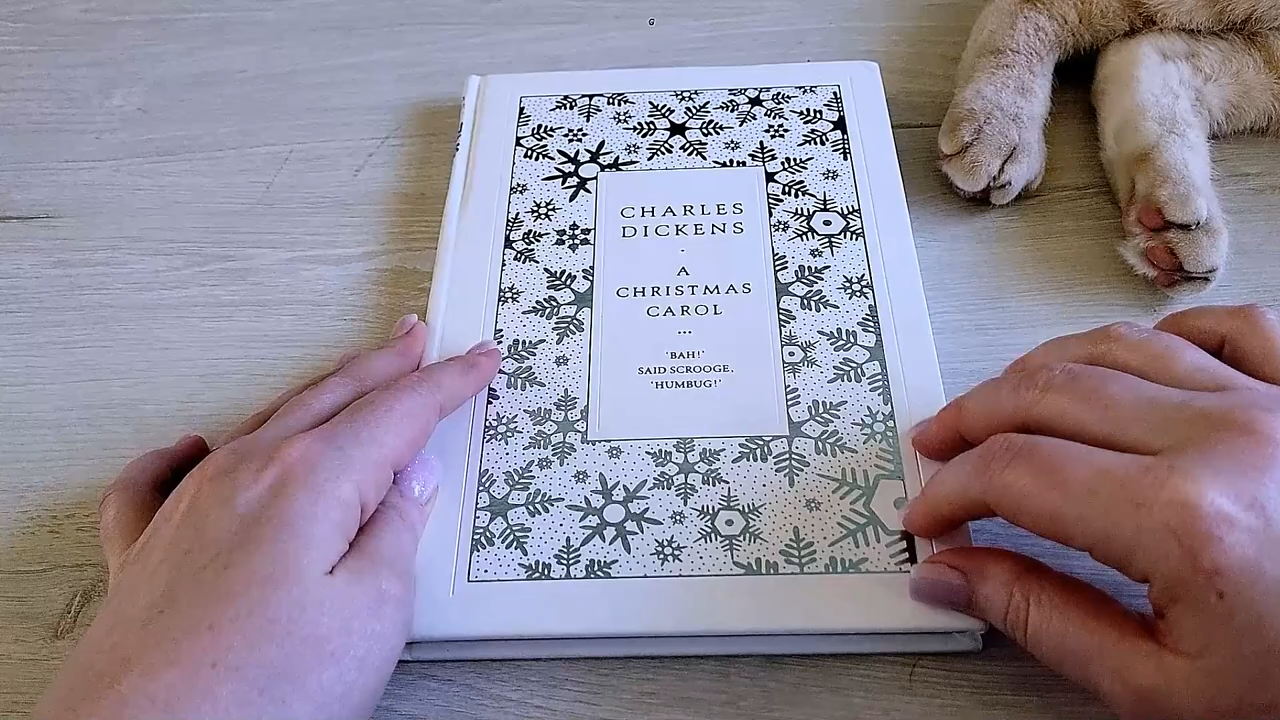 G
CHARLES
DICKENS
A
CHRISTMAS
CAROL
...
'BAH!'
SAID SCROOGE,
'HUMBUG!'